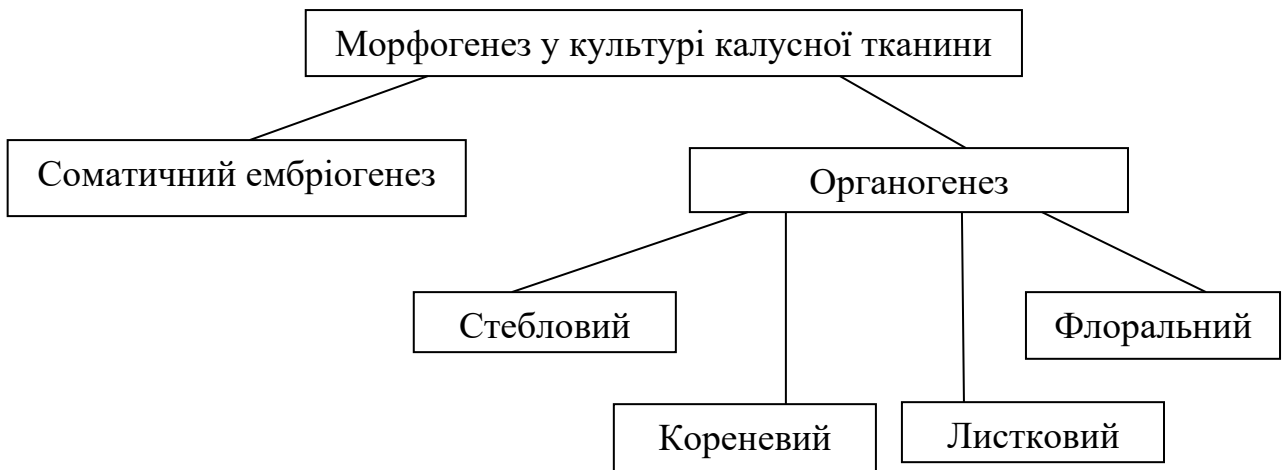 Морфогенез у культурі калусної тканини
Соматичний ембріогенез
Органогенез
Стебловий
Флоральний
Кореневий
Листковий